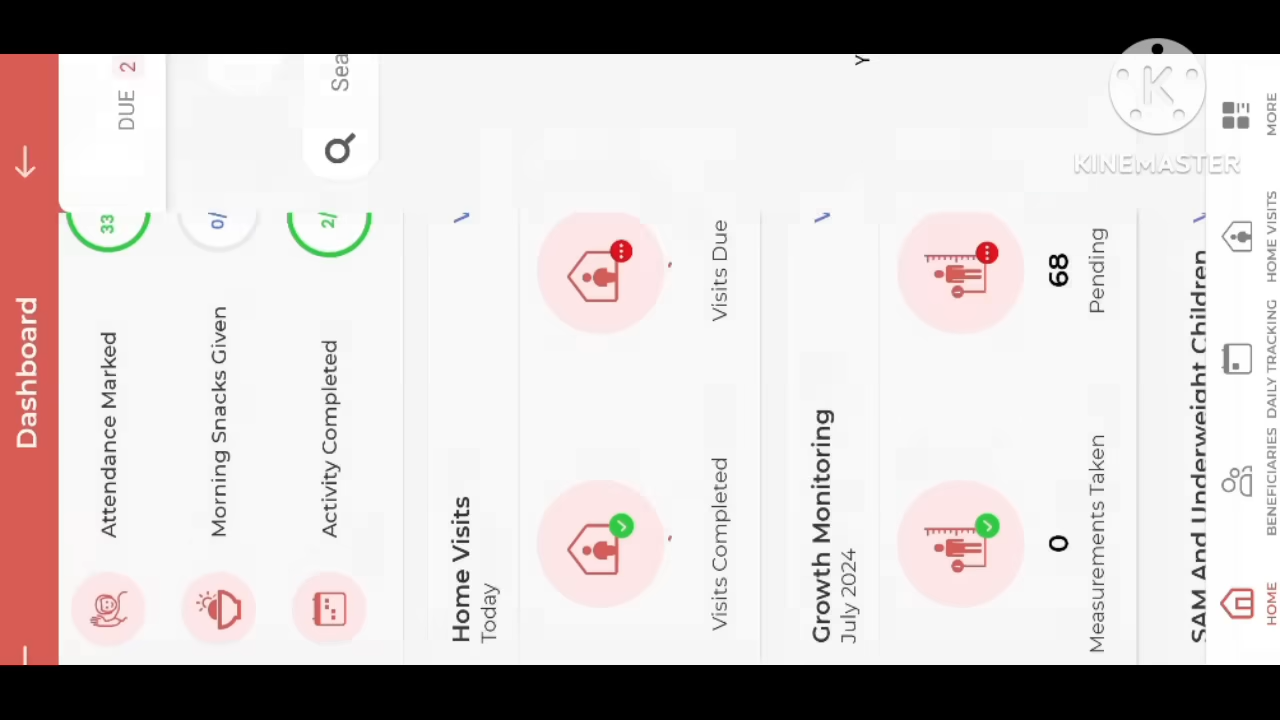 Dashboard
DUE 2
Attendance Marked 33
Morning Snacks Given 0/
Activity Completed 2/
Sea
Home Visits
Today
Visits Completed
Visits Due
Growth Monitoring
July 2024
0
68
Measurements Taken
Pending
Y
SAM And Underweight Children
HOME
BENEFICIARIES
DAILY TRACKING
HOME VISITS
MORE
K
KINEMASTER